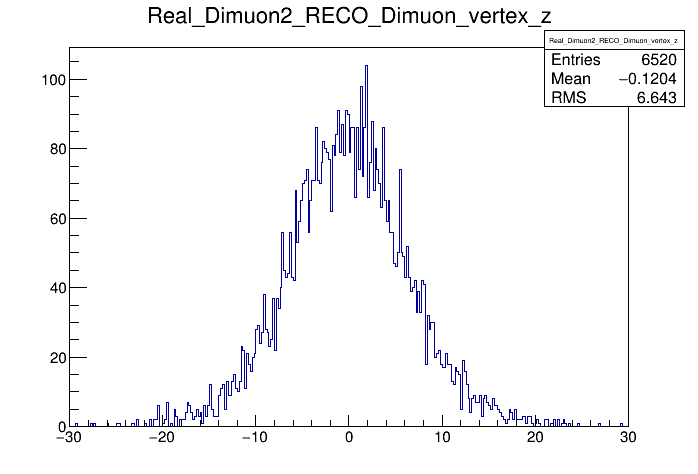 Real_Dimuon2_RECO_Dimuon_vertex_z
Real_Dimuon2_RECO_Dimuon_vertex_z
Entries 6520
Mean −0.1204
RMS 6.643
100
80
60
40
20
0
−30 −20 −10 0 10 20 30